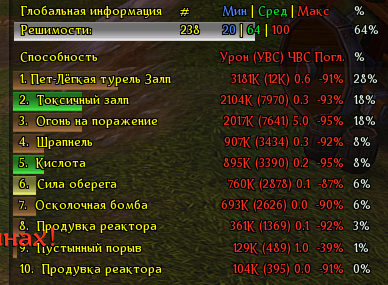 Глобальная информация # Мин | Сред | Макс %
Решимости: 238 20 | 64 | 100 64%
Способность Урон (УВС) ЧВС Погл. %
1. Пет-Лёгкая турель Залп 3181K (12K) 0.6 -91% 28%
2. Токсичный залп 2104K (7970) 0.3 -93% 18%
3. Огонь на поражение 2017K (7641) 5.0 -95% 18%
4. Шрапнель 907K (3434) 0.3 -92% 8%
5. Кислота 895K (3390) 0.2 -95% 8%
6. Сила оберега 760K (2878) 0.1 -87% 6%
7. Осколочная бомба 693K (2626) 0.0 -90% 6%
8. Продувка реактора 361K (1369) 0.1 -92% 3%
нах!
9. Пустынный порыв 129K (489) 1.0 -39% 1%
10. Продувка реактора 104K (395) 0.0 -91% 0%